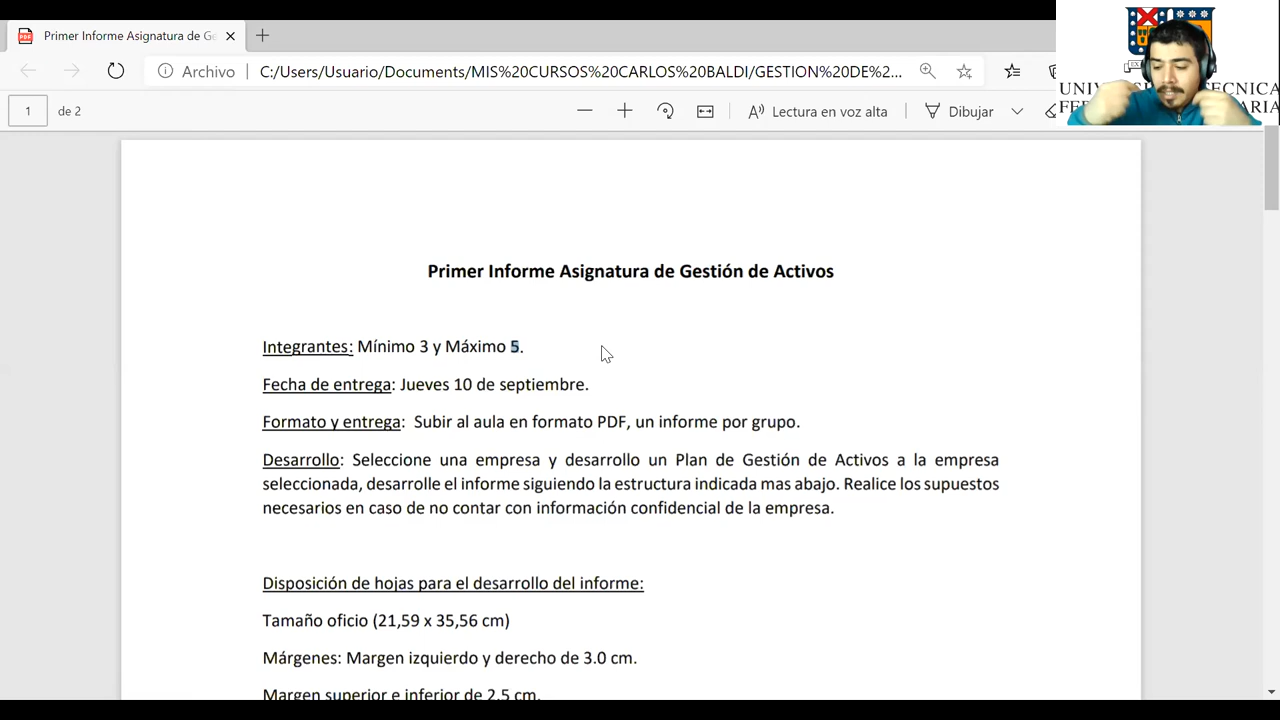 Primer Informe Asignatura de Ge
Archivo
C:/Users/Usuario/Documents/MIS%20CURSOS%20CARLOS%20BALDI/GESTION%20DE%2...
1 de 2
Lectura en voz alta
Dibujar
Primer Informe Asignatura de Gestión de Activos
Integrantes: Mínimo 3 y Máximo 5.
Fecha de entrega: Jueves 10 de septiembre.
Formato y entrega: Subir al aula en formato PDF, un informe por grupo.
Desarrollo: Seleccione una empresa y desarrollo un Plan de Gestión de Activos a la empresa
seleccionada, desarrolle el informe siguiendo la estructura indicada mas abajo. Realice los supuestos
necesarios en caso de no contar con información confidencial de la empresa.
Disposición de hojas para el desarrollo del informe:
Tamaño oficio (21,59 x 35,56 cm)
Márgenes: Margen izquierdo y derecho de 3.0 cm.
Margen superior e inferior de 2.5 cm.